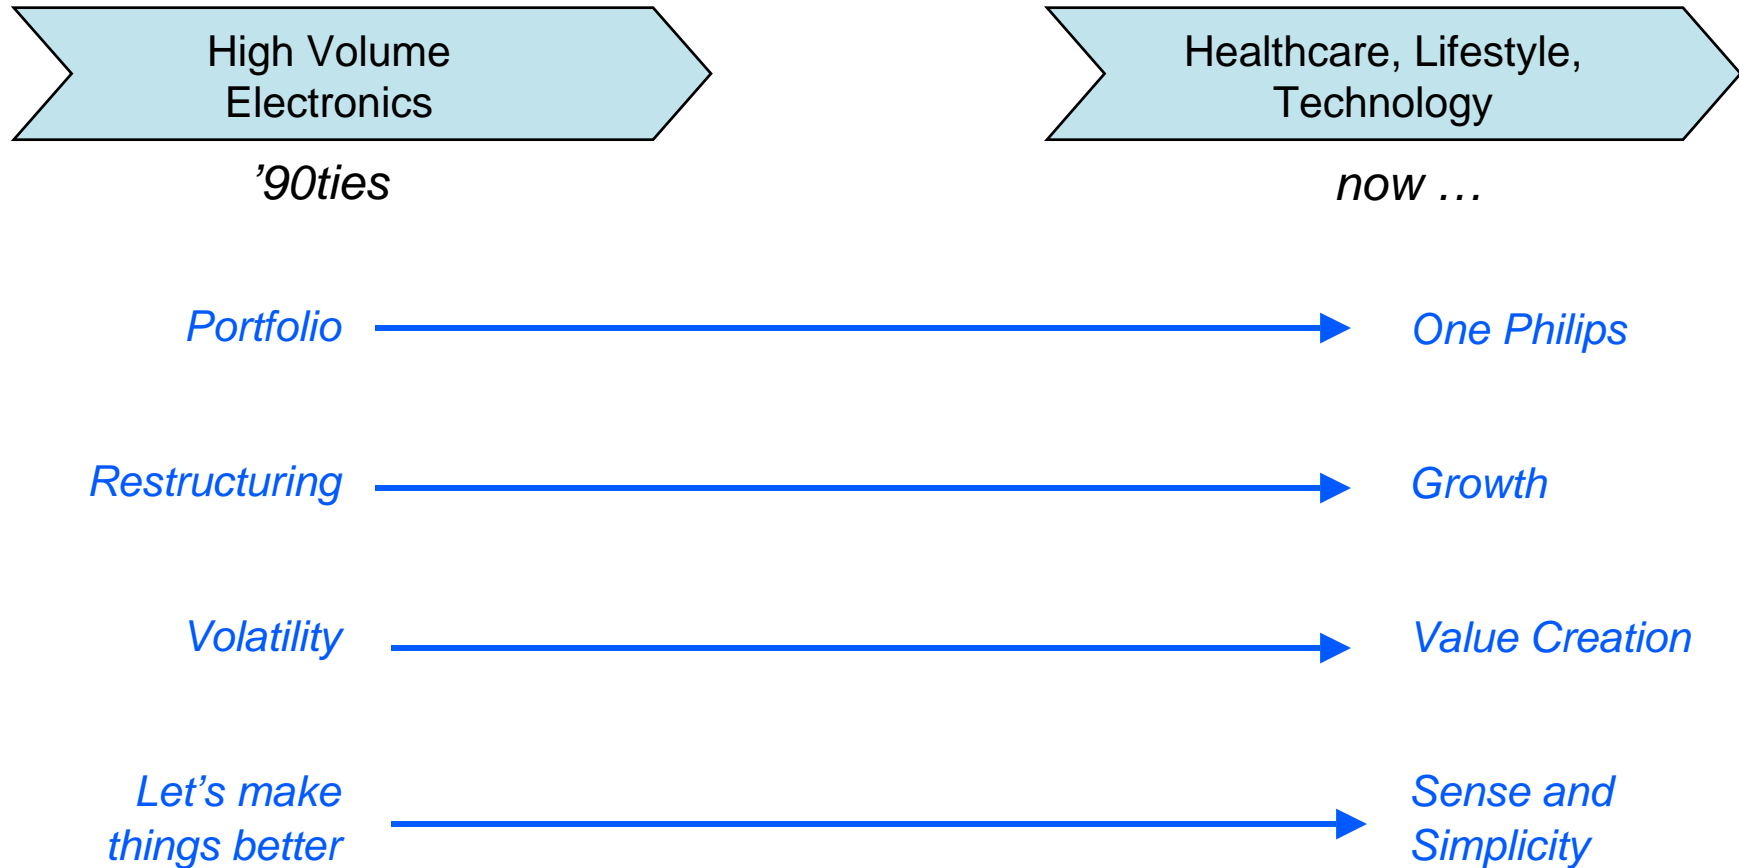 High Volume
Electronics
Healthcare, Lifestyle,
Technology
’90ties
now …
Portfolio
One Philips
Restructuring
Growth
Volatility
Value Creation
Let’s make
things better
Sense and
Simplicity